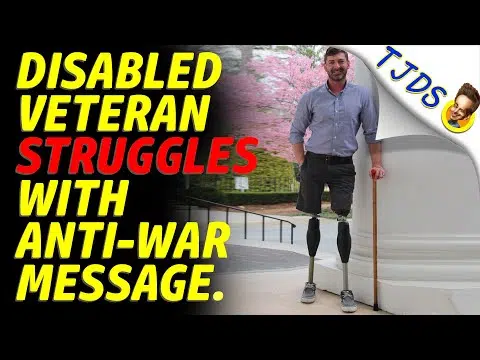 DISABLED
VETERAN
STRUGGLES
WITH
ANTI-WAR
MESSAGE.
TJDS